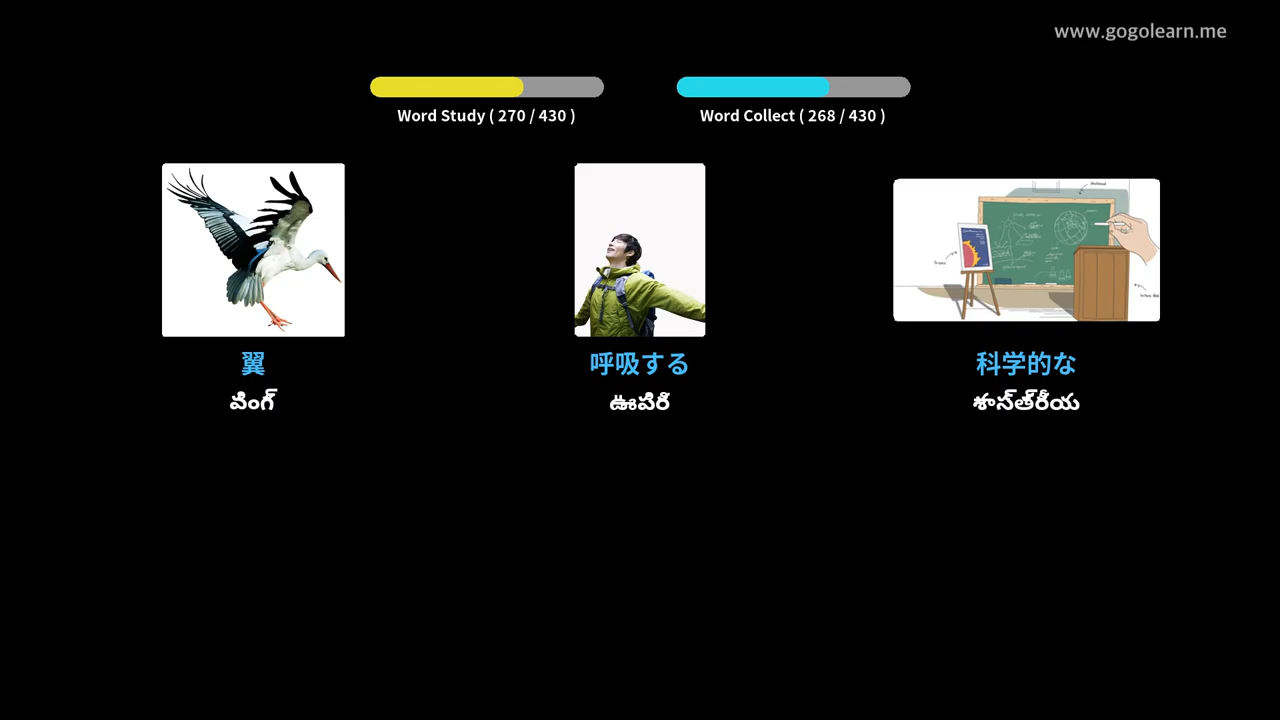 www.gogolearn.me
Word Study ( 270 / 430 )
Word Collect ( 268 / 430 )
翼
呼吸する
科学的な
వింగ్
ఊపిరి
శాస్త్రీయ